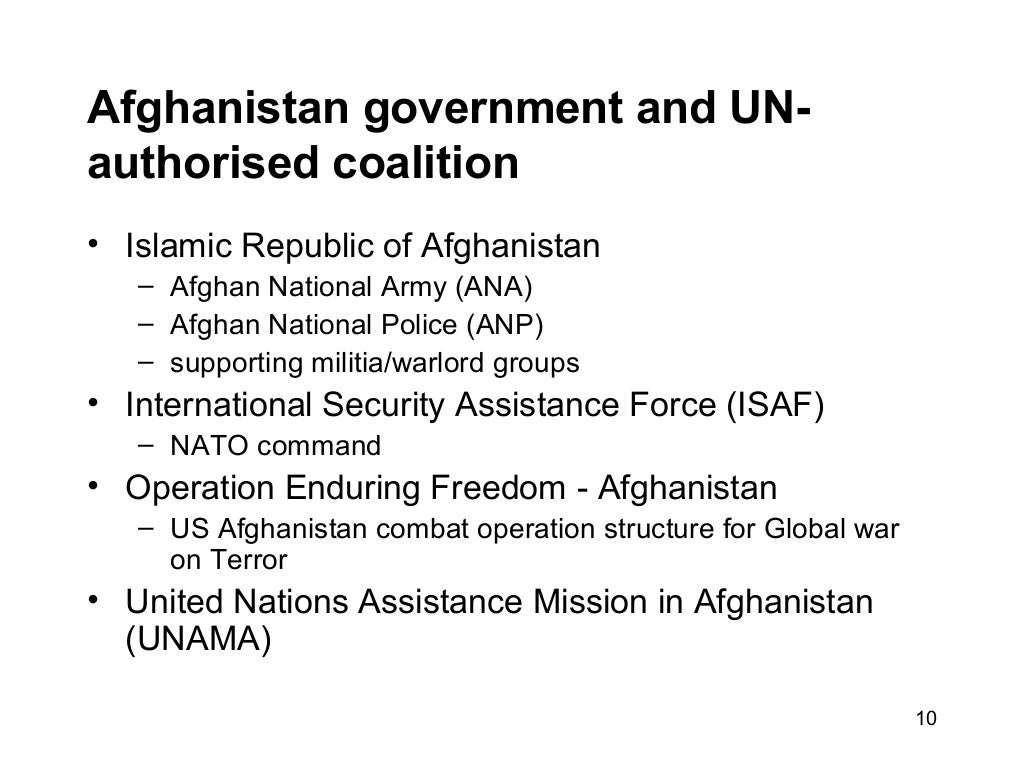 Afghanistan government and UN-
authorised coalition
• Islamic Republic of Afghanistan
– Afghan National Army (ANA)
– Afghan National Police (ANP)
– supporting militia/warlord groups
• International Security Assistance Force (ISAF)
– NATO command
• Operation Enduring Freedom - Afghanistan
– US Afghanistan combat operation structure for Global war
on Terror
• United Nations Assistance Mission in Afghanistan
(UNAMA)
10